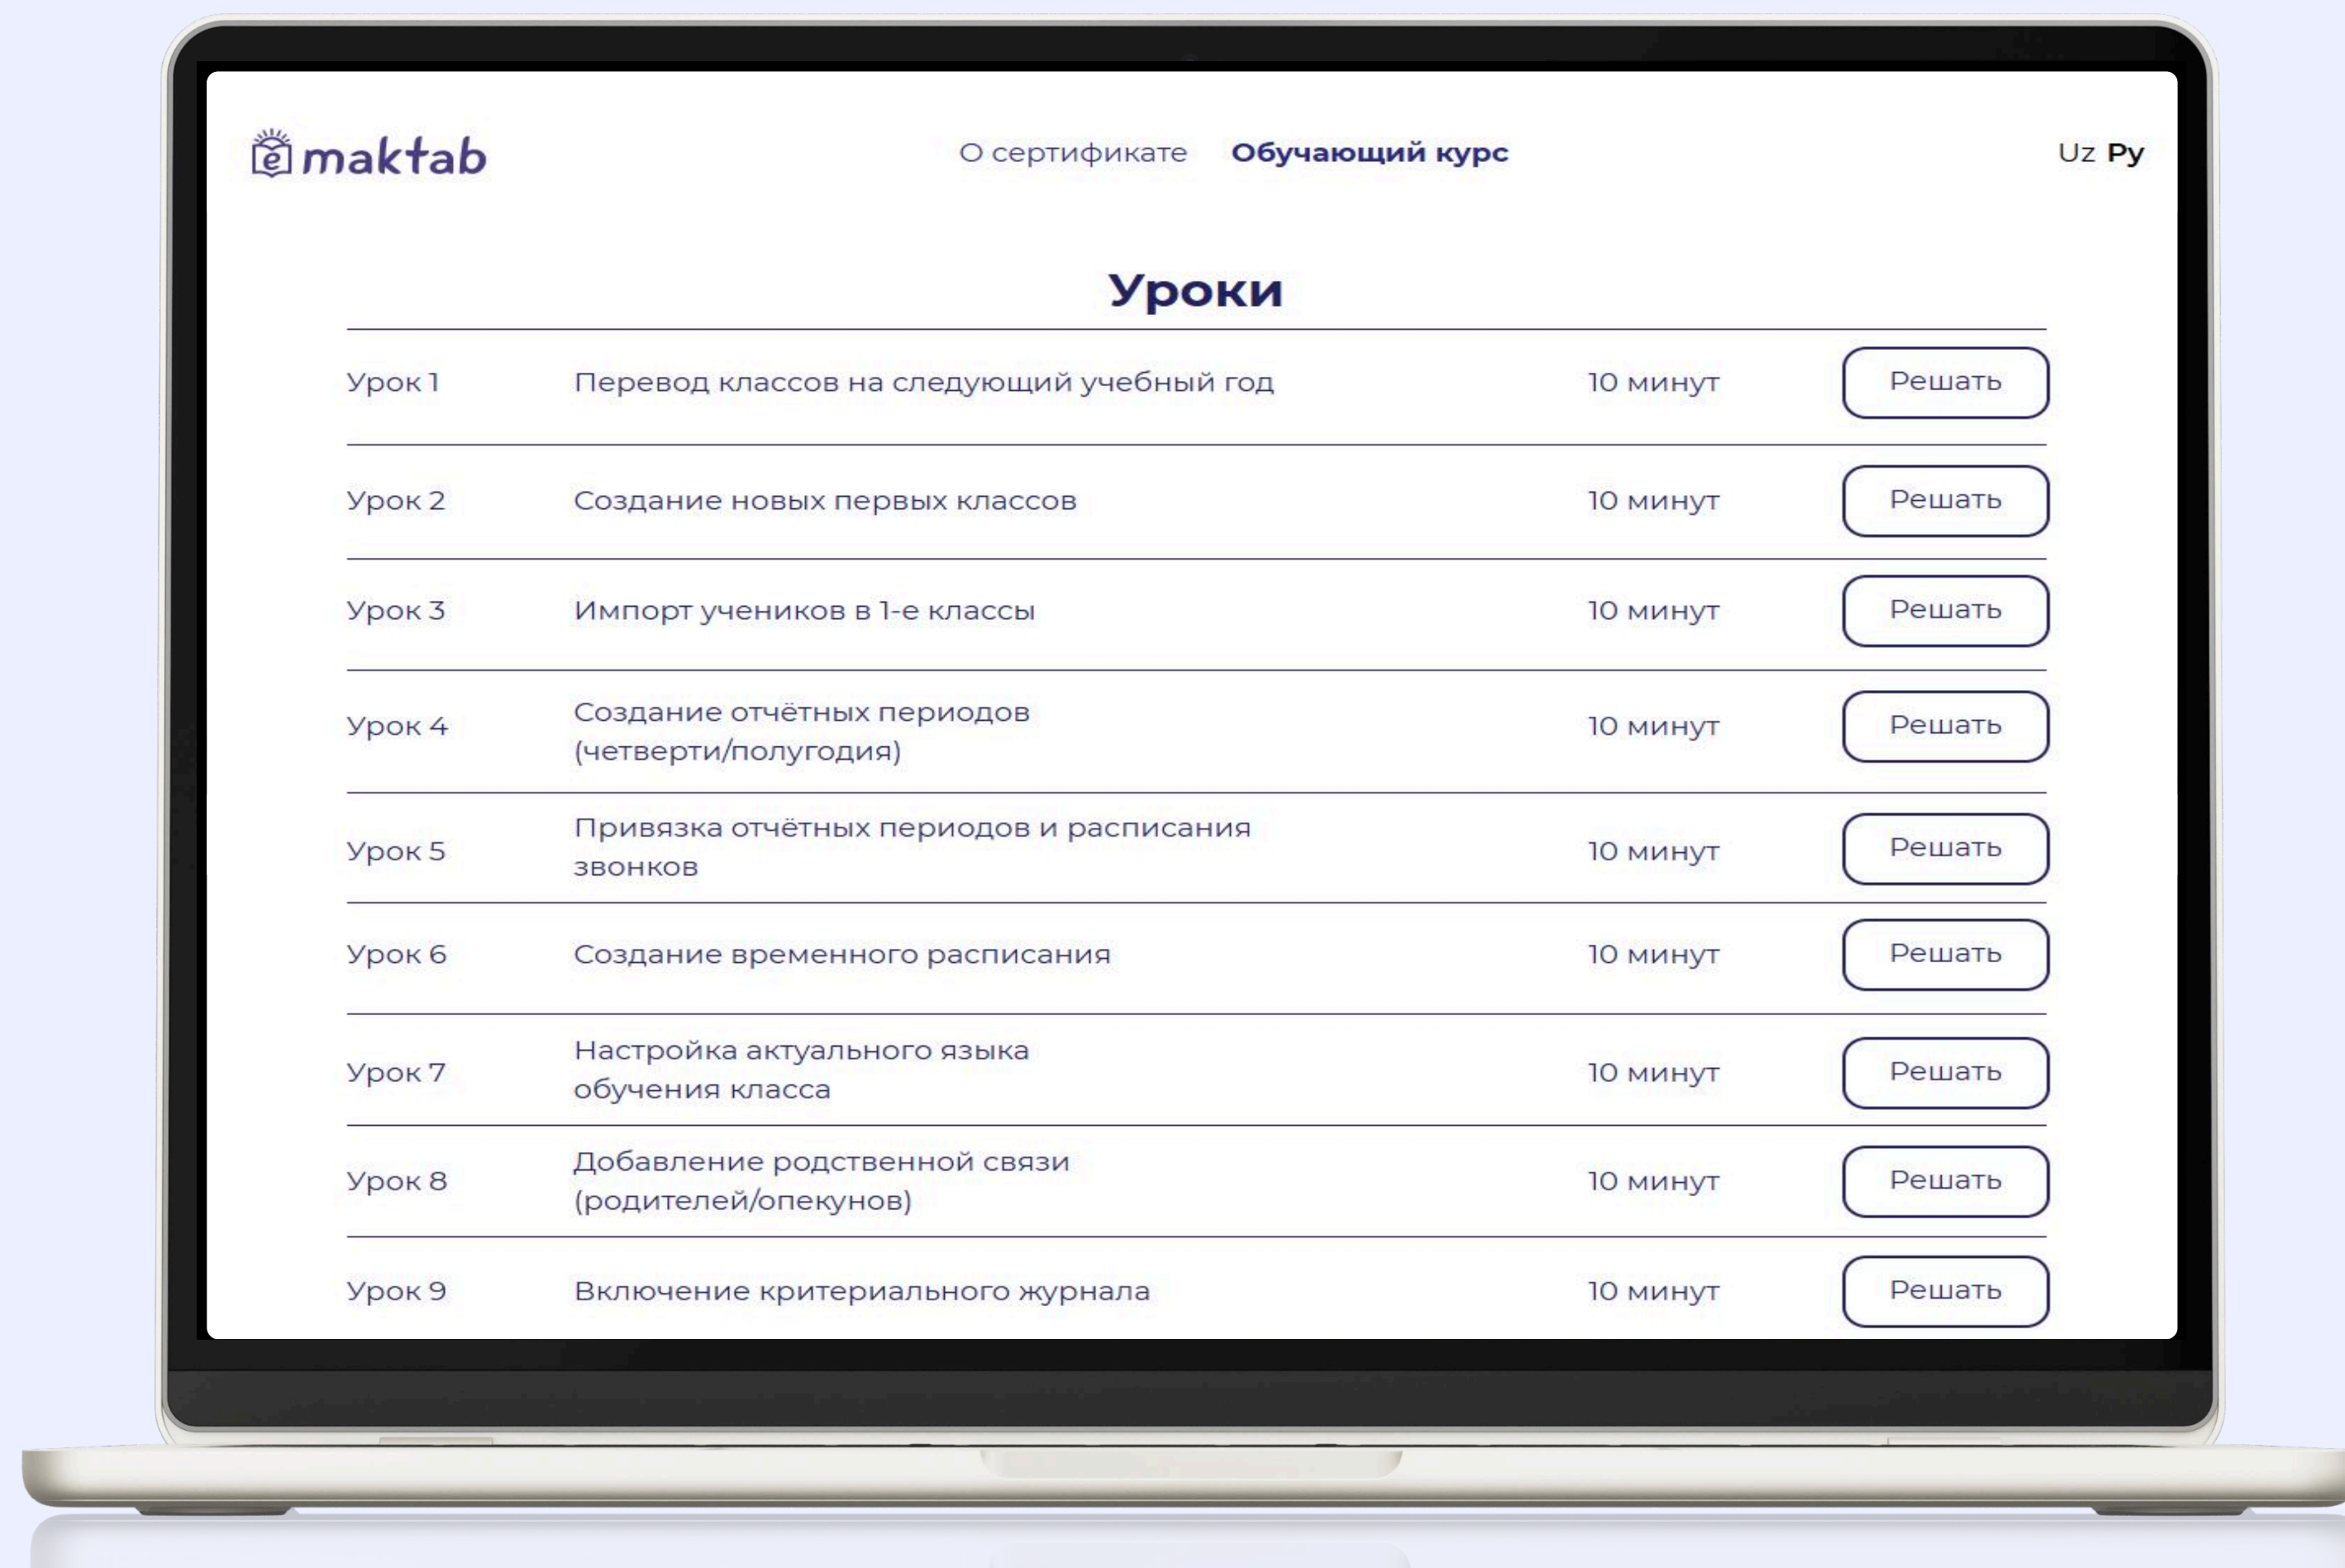 e maktab
О сертификате Обучающий курс
Uz Ру
Уроки
Урок 1 Перевод классов на следующий учебный год 10 минут Решать
Урок 2 Создание новых первых классов 10 минут Решать
Урок 3 Импорт учеников в 1-е классы 10 минут Решать
Урок 4 Создание отчётных периодов
(четверти/полугодия) 10 минут Решать
Урок 5 Привязка отчётных периодов и расписания
звонков 10 минут Решать
Урок 6 Создание временного расписания 10 минут Решать
Урок 7 Настройка актуального языка
обучения класса 10 минут Решать
Урок 8 Добавление родственной связи
(родителей/опекунов) 10 минут Решать
Урок 9 Включение критериального журнала 10 минут Решать